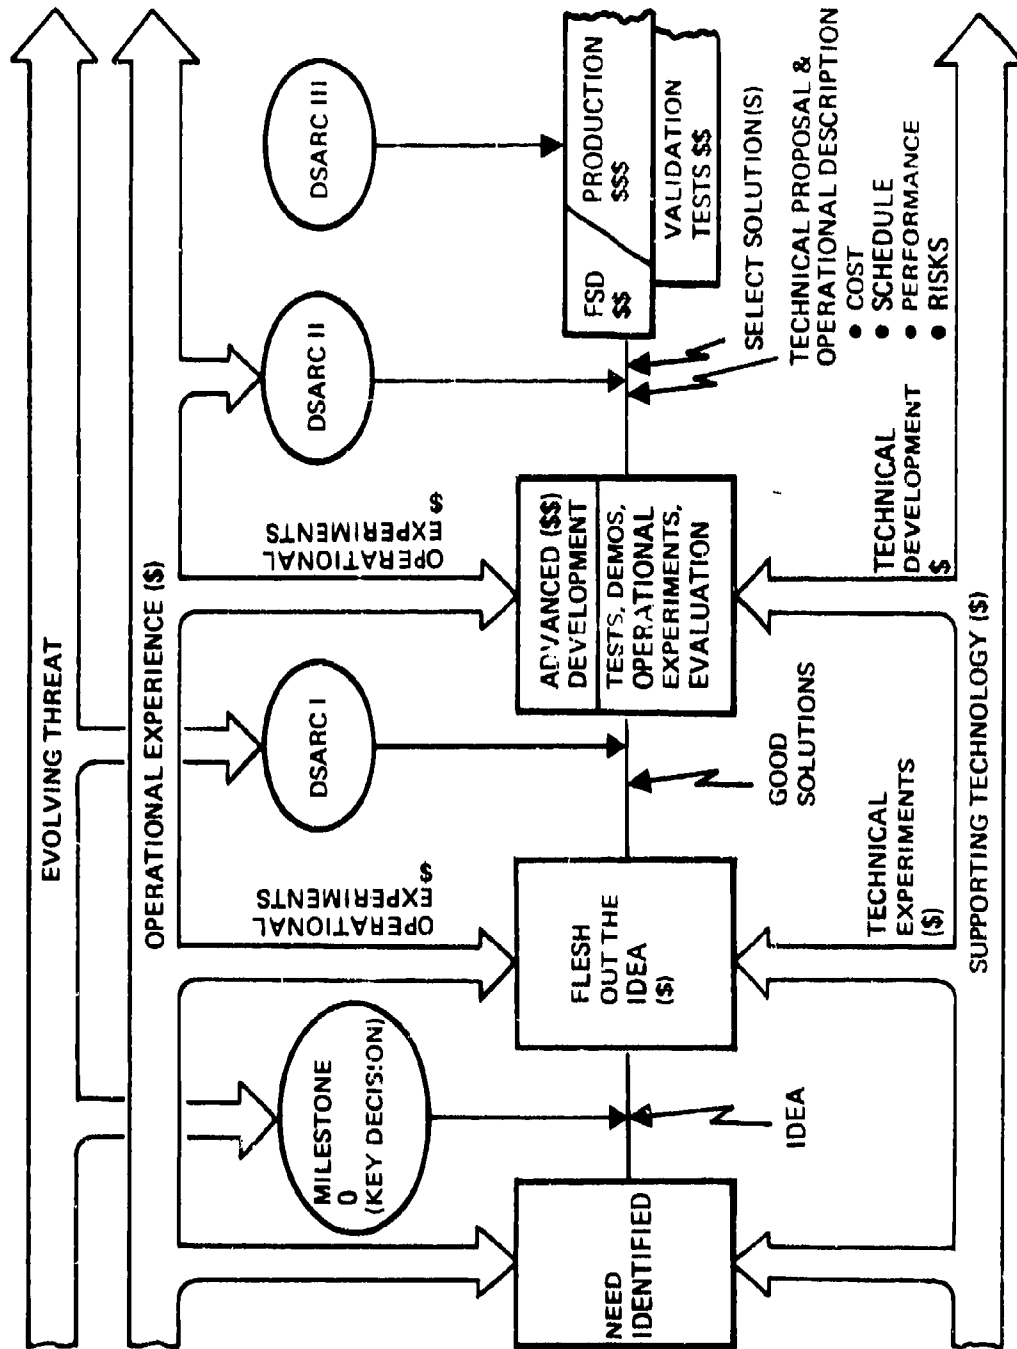 EVOLVING THREAT
OPERATIONAL EXPERIENCE ($)
MILESTONE
0
(KEY DECISION)
DSARC I
DSARC II
DSARC III
OPERATIONAL
EXPERIMENTS
$
OPERATIONAL
EXPERIMENTS
$
NEED
IDENTIFIED
FLESH
OUT THE
IDEA
($)
ADVANCED ($$)
DEVELOPMENT
TESTS, DEMOS,
OPERATIONAL
EXPERIMENTS,
EVALUATION
FSD
$$
PRODUCTION
$$$
VALIDATION
TESTS $$
IDEA
GOOD
SOLUTIONS
SELECT SOLUTION(S)
TECHNICAL PROPOSAL &
OPERATIONAL DESCRIPTION
• COST
• SCHEDULE
• PERFORMANCE
• RISKS
TECHNICAL
EXPERIMENTS
($)
TECHNICAL
DEVELOPMENT
$
SUPPORTING TECHNOLOGY ($)